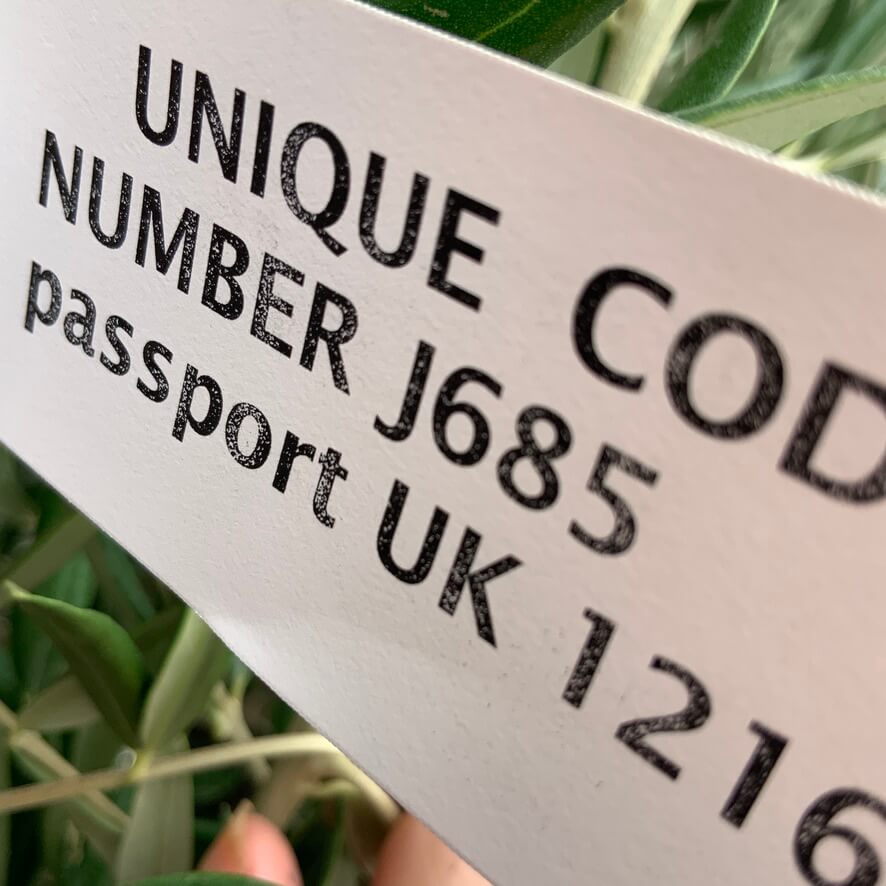 UNIQUE COD
NUMBER J685
passport UK 1216